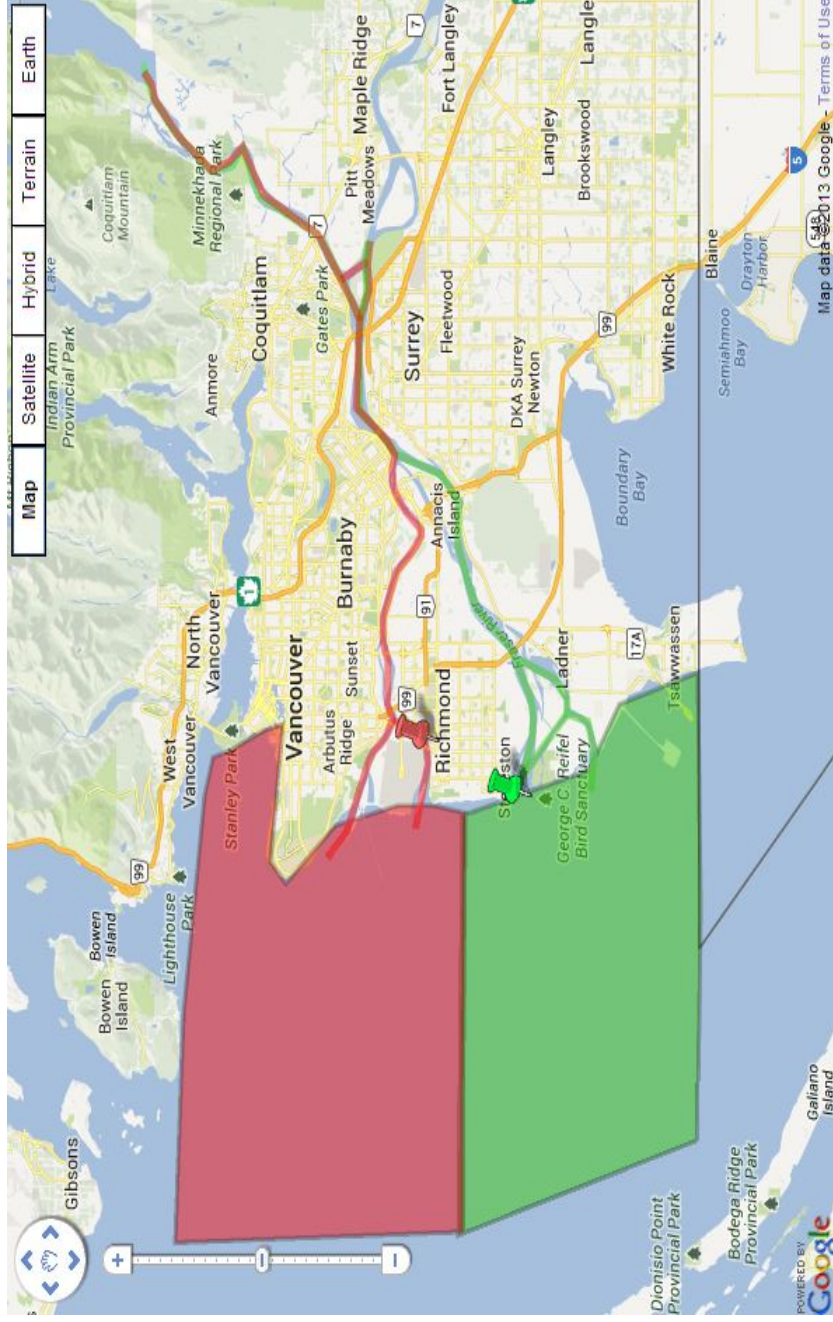 Map
Satellite
Hybrid
Terrain
Earth
Indian Arm
Provincial Park
Lake
Coquitlam
Mountain
Minnekhada
Regional Park
Gibsons
Bowen
Island
Bowen
Island
99
Lighthouse
Park
West
Vancouver
North
Vancouver
1
Anmore
Coquitlam
Stanley Park
Vancouver
Gates Park
7
Pitt
Meadows
Maple Ridge
7
Arbutus
Ridge
Sunset
Burnaby
Surrey
Fleetwood
Fort Langley
99
Richmond
91
Annacis
Island
Fraser River
DKA Surrey
Newton
Langley
Brookswood
George C. Reifel
Bird Sanctuary
Ladner
17A
Tsawwassen
Boundary
Bay
99
White Rock
Blaine
Semiahmoo
Bay
Drayton
Harbor
5
548
Dionisio Point
Provincial Park
Bodega Ridge
Provincial Park
Galiano
Island
POWERED BY
Google
Map data ©2013 Google - Terms of Use